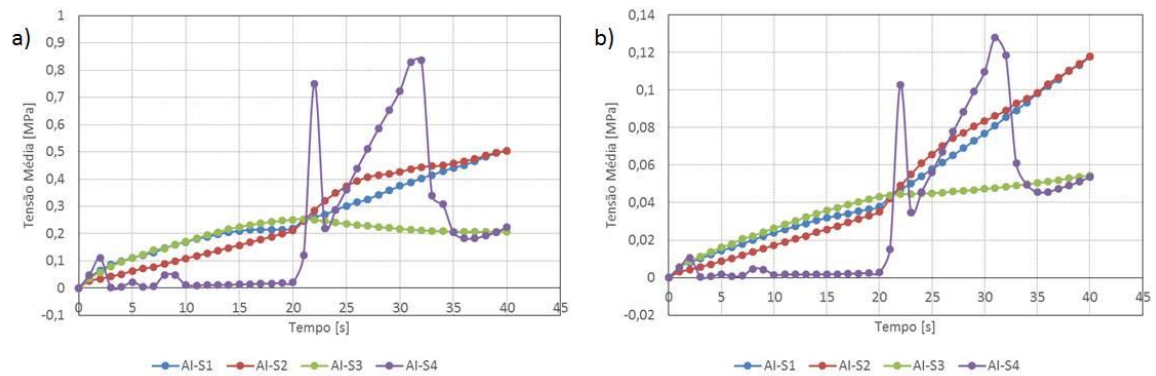 a)
Tensão Média [MPa]
1
0,9
0,8
0,7
0,6
0,5
0,4
0,3
0,2
0,1
0
-0,1
0 5 10 15 20 25 30 35 40 45
Tempo [s]
AI-S1 AI-S2 AI-S3 AI-S4
b)
Tensão Média [MPa]
0,14
0,12
0,1
0,08
0,06
0,04
0,02
0
-0,02
0 5 10 15 20 25 30 35 40 45
Tempo [s]
AI-S1 AI-S2 AI-S3 AI-S4